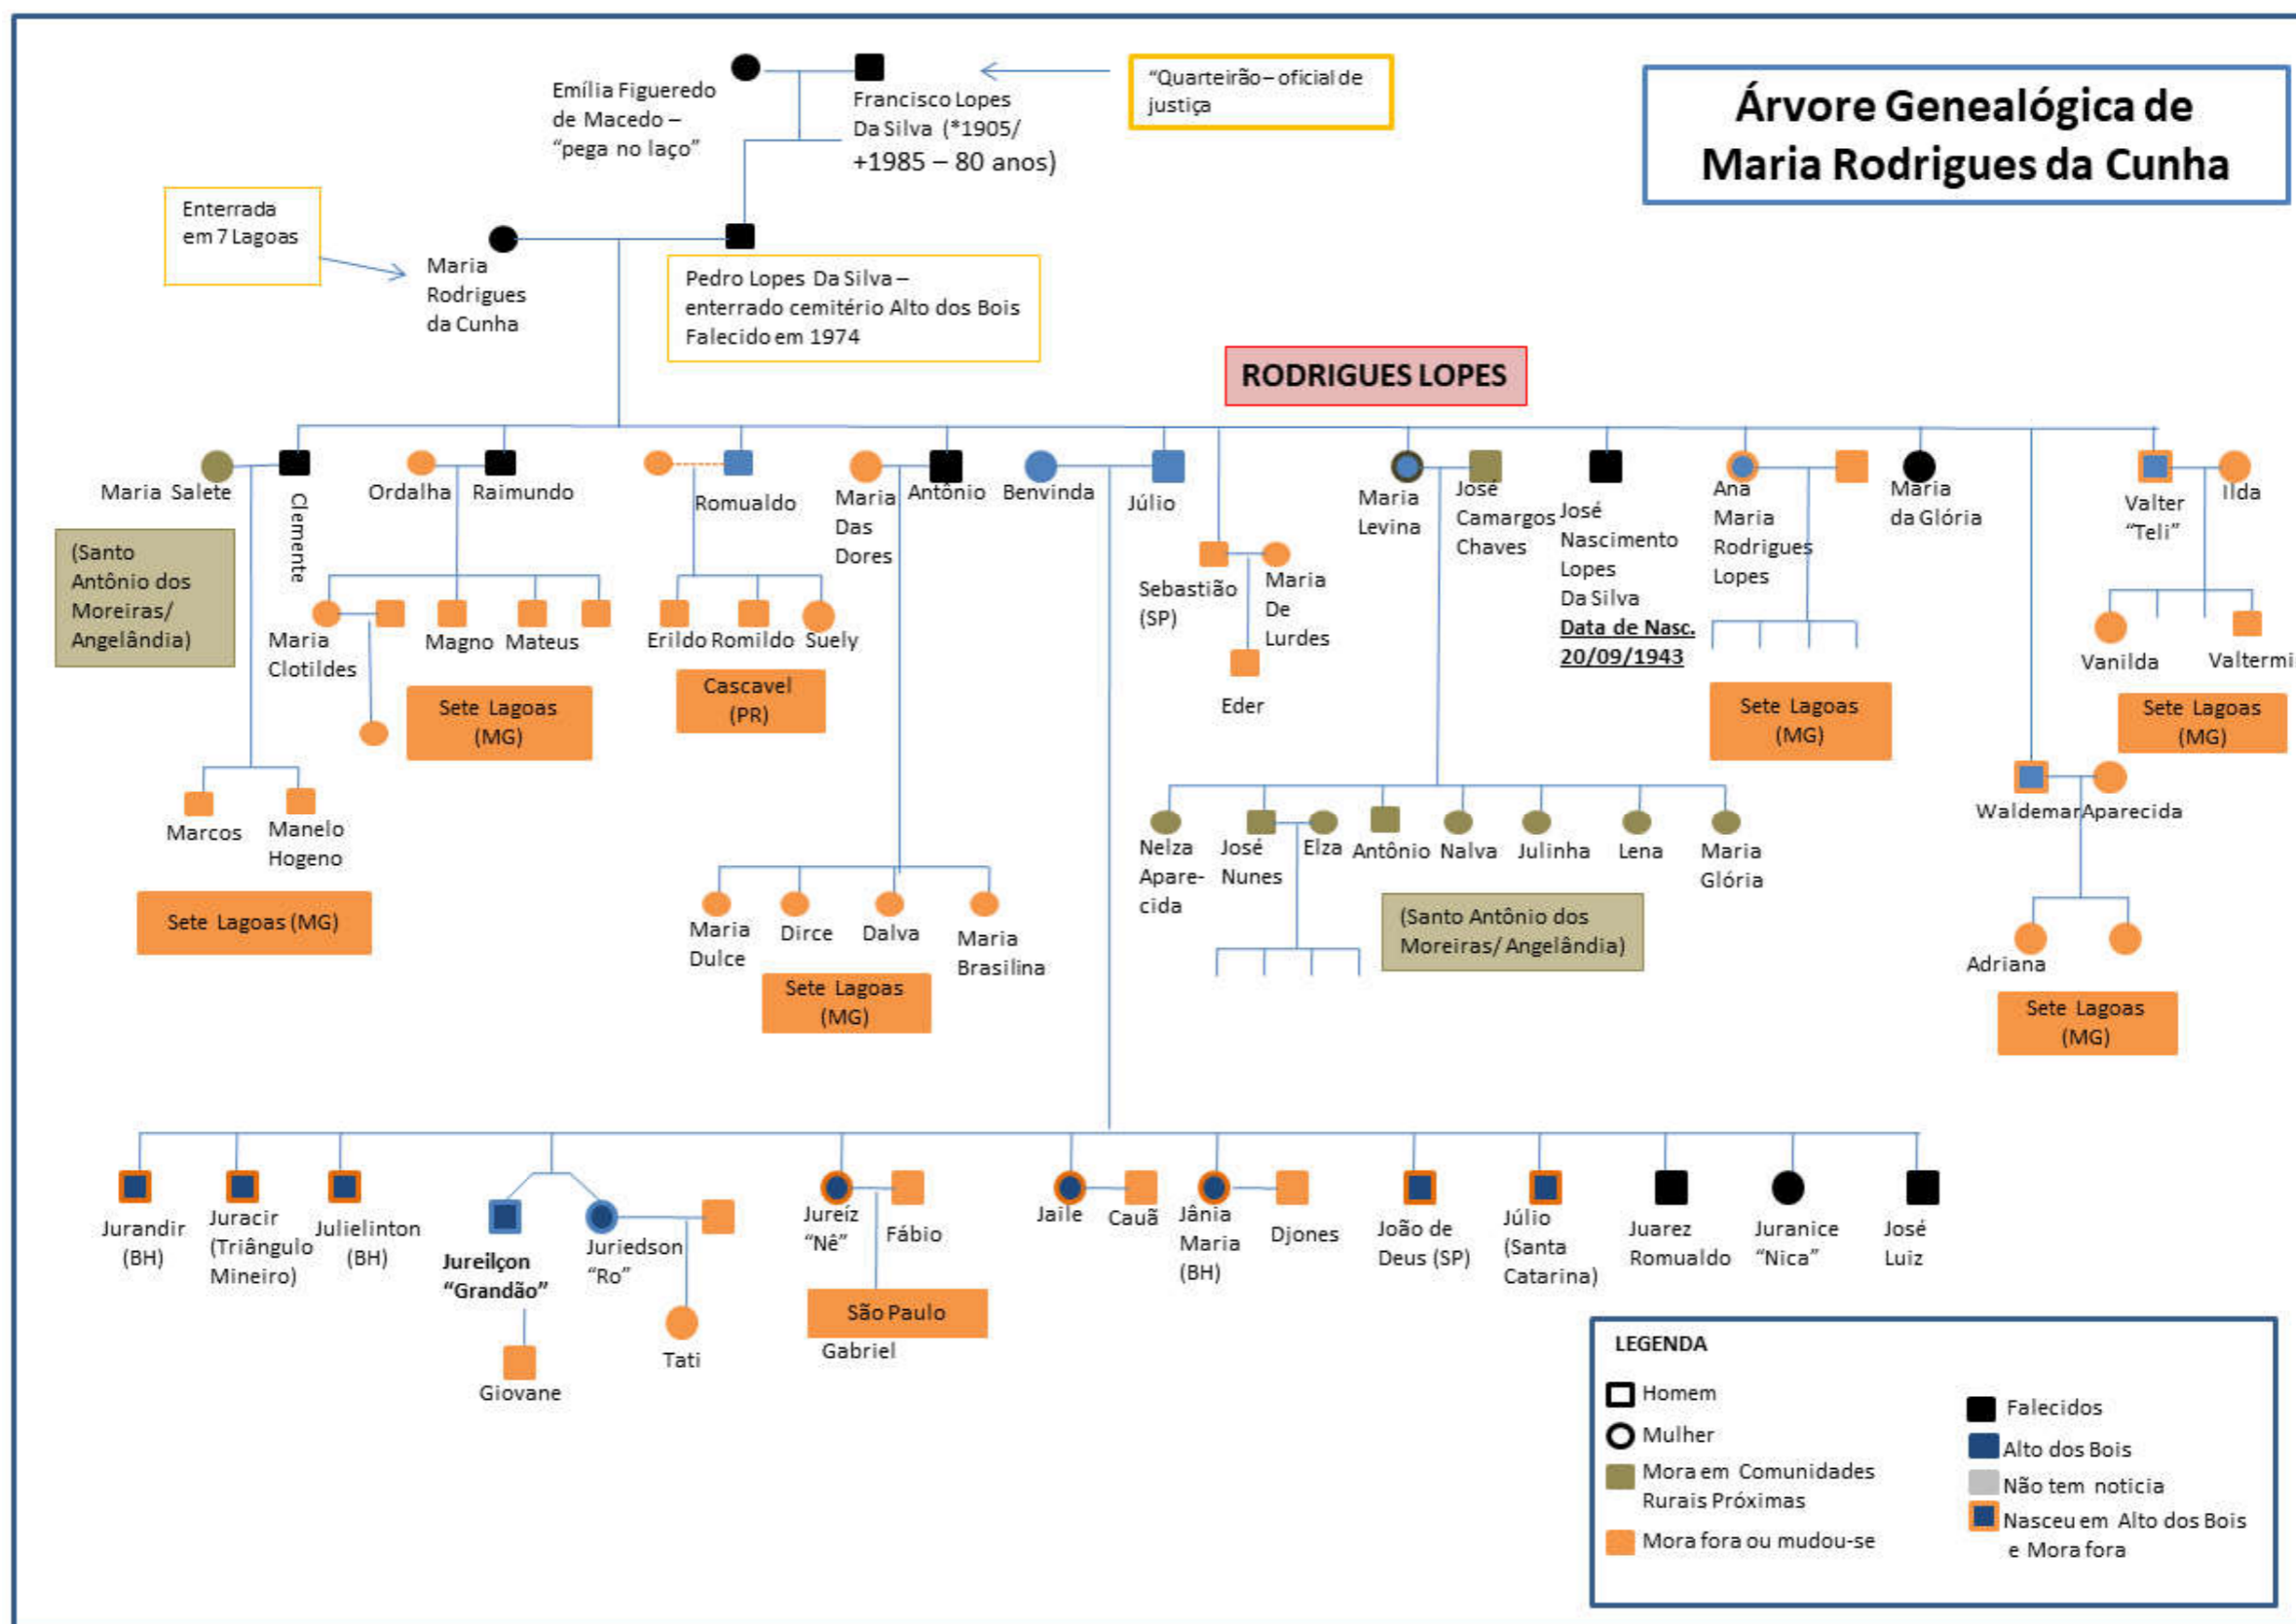 Emília Figueredo
de Macedo –
“pega no laço”
Francisco Lopes
Da Silva (*1905/
+1985 – 80 anos)
“Quarteirão– oficial de
justiça
Árvore Genealógica de
Maria Rodrigues da Cunha
Enterrada
em 7 Lagoas
Maria
Rodrigues
da Cunha
Pedro Lopes Da Silva –
enterrado cemitério Alto dos Bois
Falecido em 1974
RODRIGUES LOPES
Maria Salete
Clemente
Ordalha
Raimundo
Romualdo
Maria
Das
Dores
Antônio
Benvinda
Júlio
Sebastião
(SP)
Maria
De
Lurdes
Eder
Maria
Levina
José
Camargos
Chaves
José
Nascimento
Lopes
Da Silva
Data de Nasc.
20/09/1943
Ana
Maria
Rodrigues
Lopes
Maria
da Glória
Valter
“Teli”
Ilda
(Santo
Antônio dos
Moreiras/
Angelândia)
Maria
Clotildes
Magno
Mateus
Sete Lagoas
(MG)
Erildo
Romildo
Suely
Cascavel
(PR)
Sete Lagoas
(MG)
Vanilda
Valtermi
Sete Lagoas
(MG)
Marcos
Manelo
Hogeno
Sete Lagoas (MG)
Maria
Dulce
Dirce
Dalva
Maria
Brasilina
Sete Lagoas
(MG)
Nelza
Apare-
cida
José
Nunes
Elza
Antônio
Nalva
Julinha
Lena
Maria
Glória
(Santo Antônio dos
Moreiras/ Angelândia)
Waldemar
Aparecida
Adriana
Sete Lagoas
(MG)
Jurandir
(BH)
Juracir
(Triângulo
Mineiro)
Julielinton
(BH)
Jureilçon
“Grandão”
Giovane
Juriedson
“Ro”
Tati
Jureíz
“Nê”
Fábio
São Paulo
Gabriel
Jaile
Cauã
Jânia
Maria
(BH)
Djones
João de
Deus (SP)
Júlio
(Santa
Catarina)
Juarez
Romualdo
Juranice
“Nica”
José
Luiz
LEGENDA
Homem
Mulher
Mora em Comunidades
Rurais Próximas
Mora fora ou mudou-se
Falecidos
Alto dos Bois
Não tem noticia
Nasceu em Alto dos Bois
e Mora fora